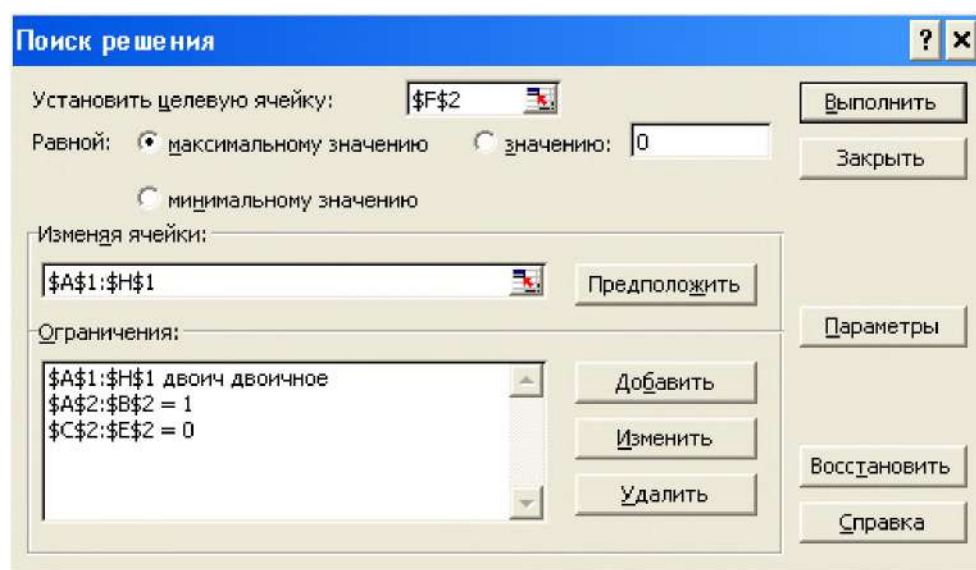 Поиск решения
Установить целевую ячейку: $F$2
Равной: максимальному значению значению: 0
минимальному значению
Изменяя ячейки:
$A$1:$H$1
Предположить
Ограничения:
$A$1:$H$1 двоич двоичное
$A$2:$B$2 = 1
$C$2:$E$2 = 0
Добавить
Изменить
Удалить
Выполнить
Закрыть
Параметры
Восстановить
Справка